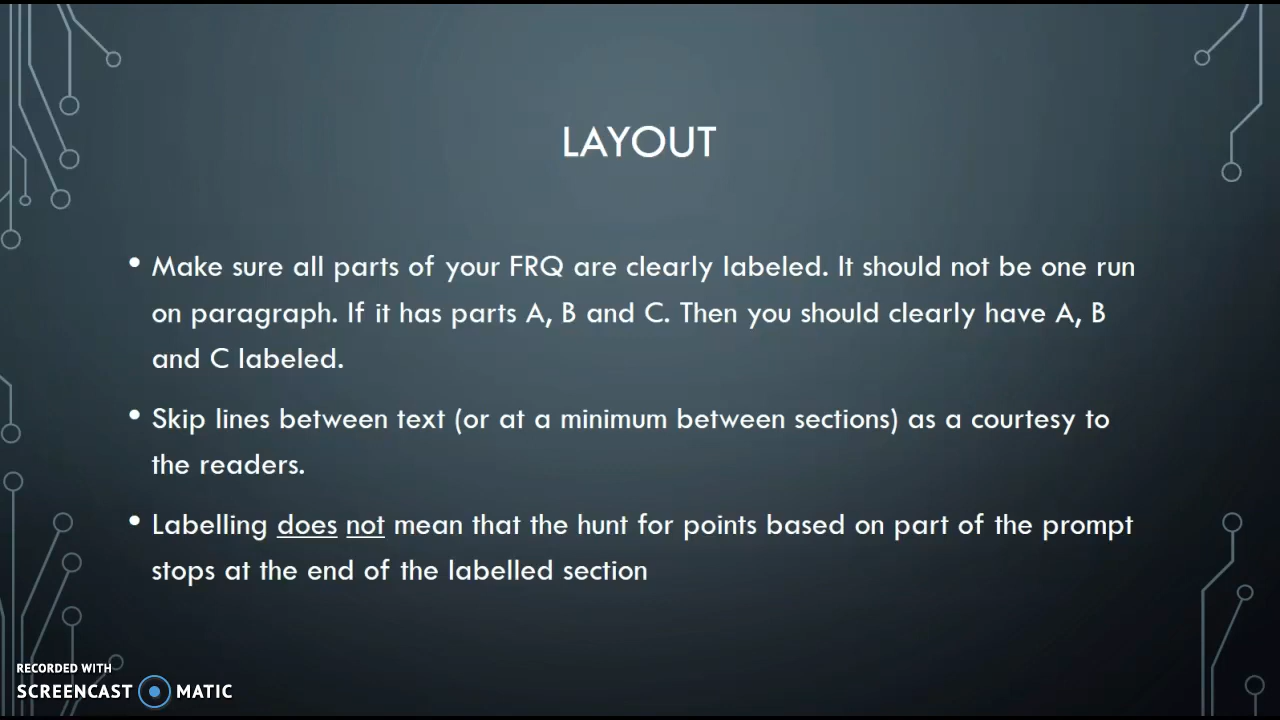 LAYOUT
• Make sure all parts of your FRQ are clearly labeled. It should not be one run
on paragraph. If it has parts A, B and C. Then you should clearly have A, B
and C labeled.
• Skip lines between text (or at a minimum between sections) as a courtesy to
the readers.
• Labelling does not mean that the hunt for points based on part of the prompt
stops at the end of the labelled section
RECORDED WITH
SCREENCAST MATIC